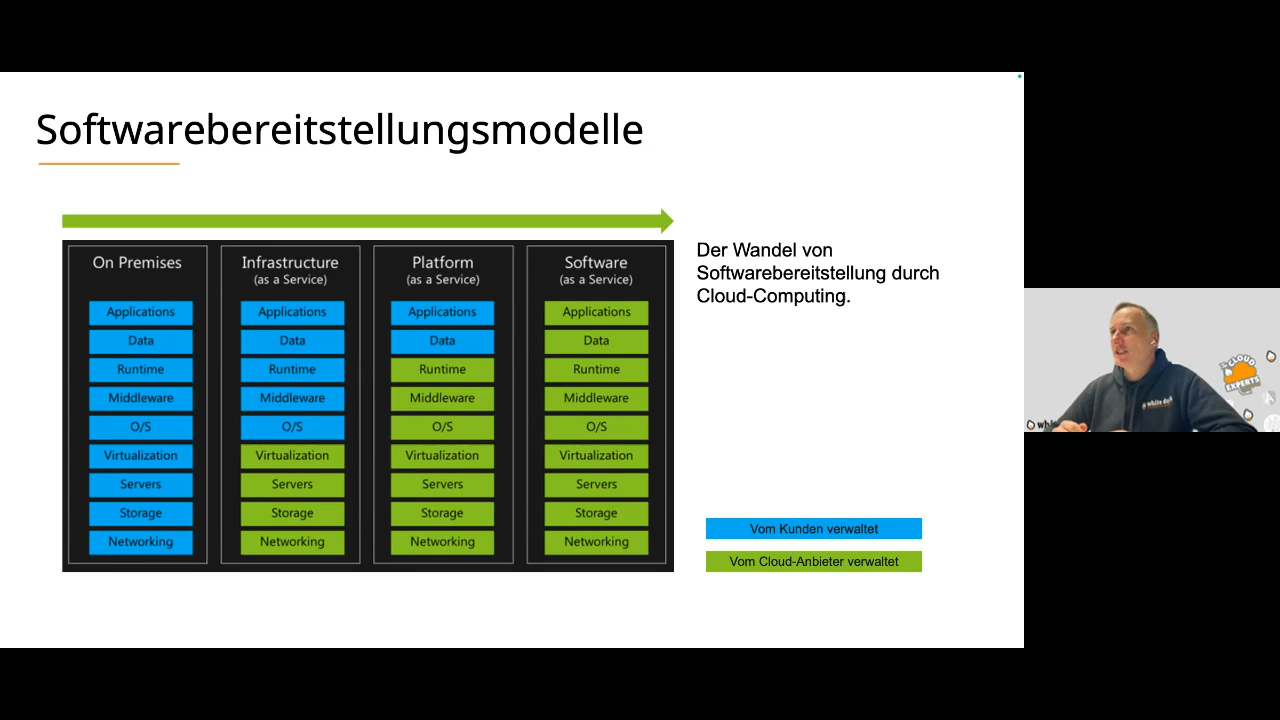 Softwarebereitstellungsmodelle
On Premises
Applications
Data
Runtime
Middleware
O/S
Virtualization
Servers
Storage
Networking
Infrastructure
(as a Service)
Applications
Data
Runtime
Middleware
O/S
Virtualization
Servers
Storage
Networking
Platform
(as a Service)
Applications
Data
Runtime
Middleware
O/S
Virtualization
Servers
Storage
Networking
Software
(as a Service)
Applications
Data
Runtime
Middleware
O/S
Virtualization
Servers
Storage
Networking
Der Wandel von
Softwarebereitstellung durch
Cloud-Computing.
Vom Kunden verwaltet
Vom Cloud-Anbieter verwaltet
CLOUD
EXPERTS